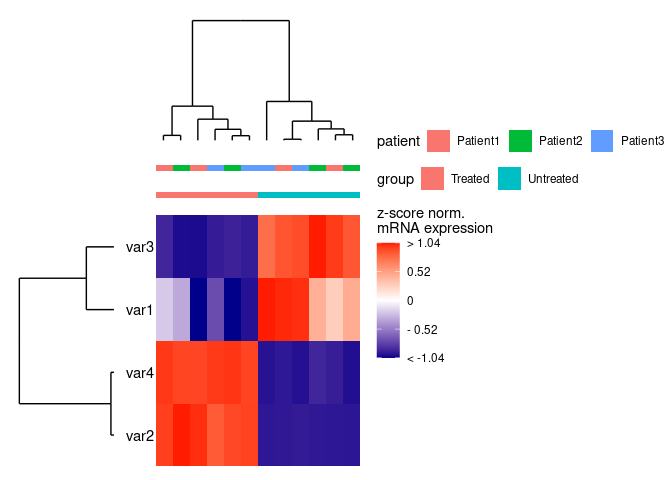 patient Patient1 Patient2 Patient3
group Treated Untreated
z-score norm.
mRNA expression
> 1.04
0.52
0
- 0.52
< -1.04
var3
var1
var4
var2